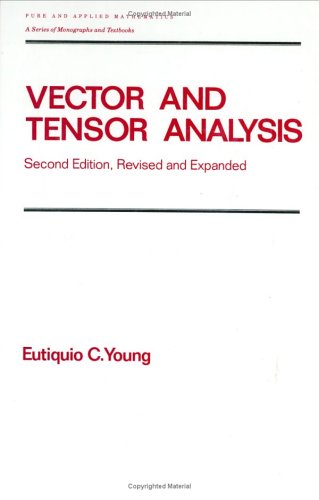 Copyrighted Material
PURE AND APPLIED MATHEMATICS
A Series of Monographs and Textbooks
VECTOR AND
TENSOR ANALYSIS
Second Edition, Revised and Expanded
Eutiquio C. Young
Copyrighted Material